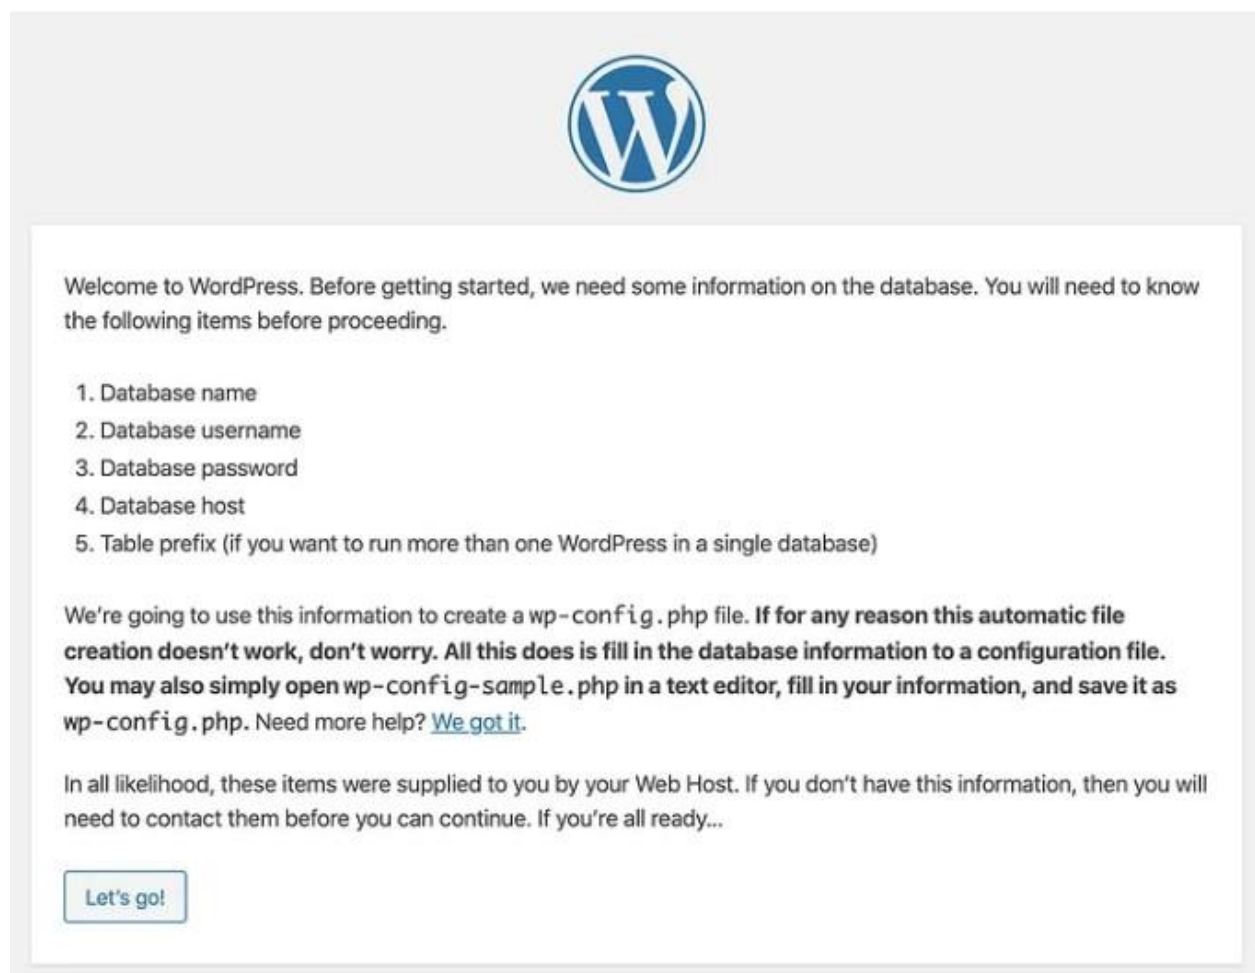 Welcome to WordPress. Before getting started, we need some information on the database. You will need to know
the following items before proceeding.
1. Database name
2. Database username
3. Database password
4. Database host
5. Table prefix (if you want to run more than one WordPress in a single database)
We’re going to use this information to create a wp-config.php file. If for any reason this automatic file
creation doesn’t work, don’t worry. All this does is fill in the database information to a configuration file.
You may also simply open wp-config-sample.php in a text editor, fill in your information, and save it as
wp-config.php. Need more help? We got it.
In all likelihood, these items were supplied to you by your Web Host. If you don’t have this information, then you will
need to contact them before you can continue. If you’re all ready...
Let’s go!